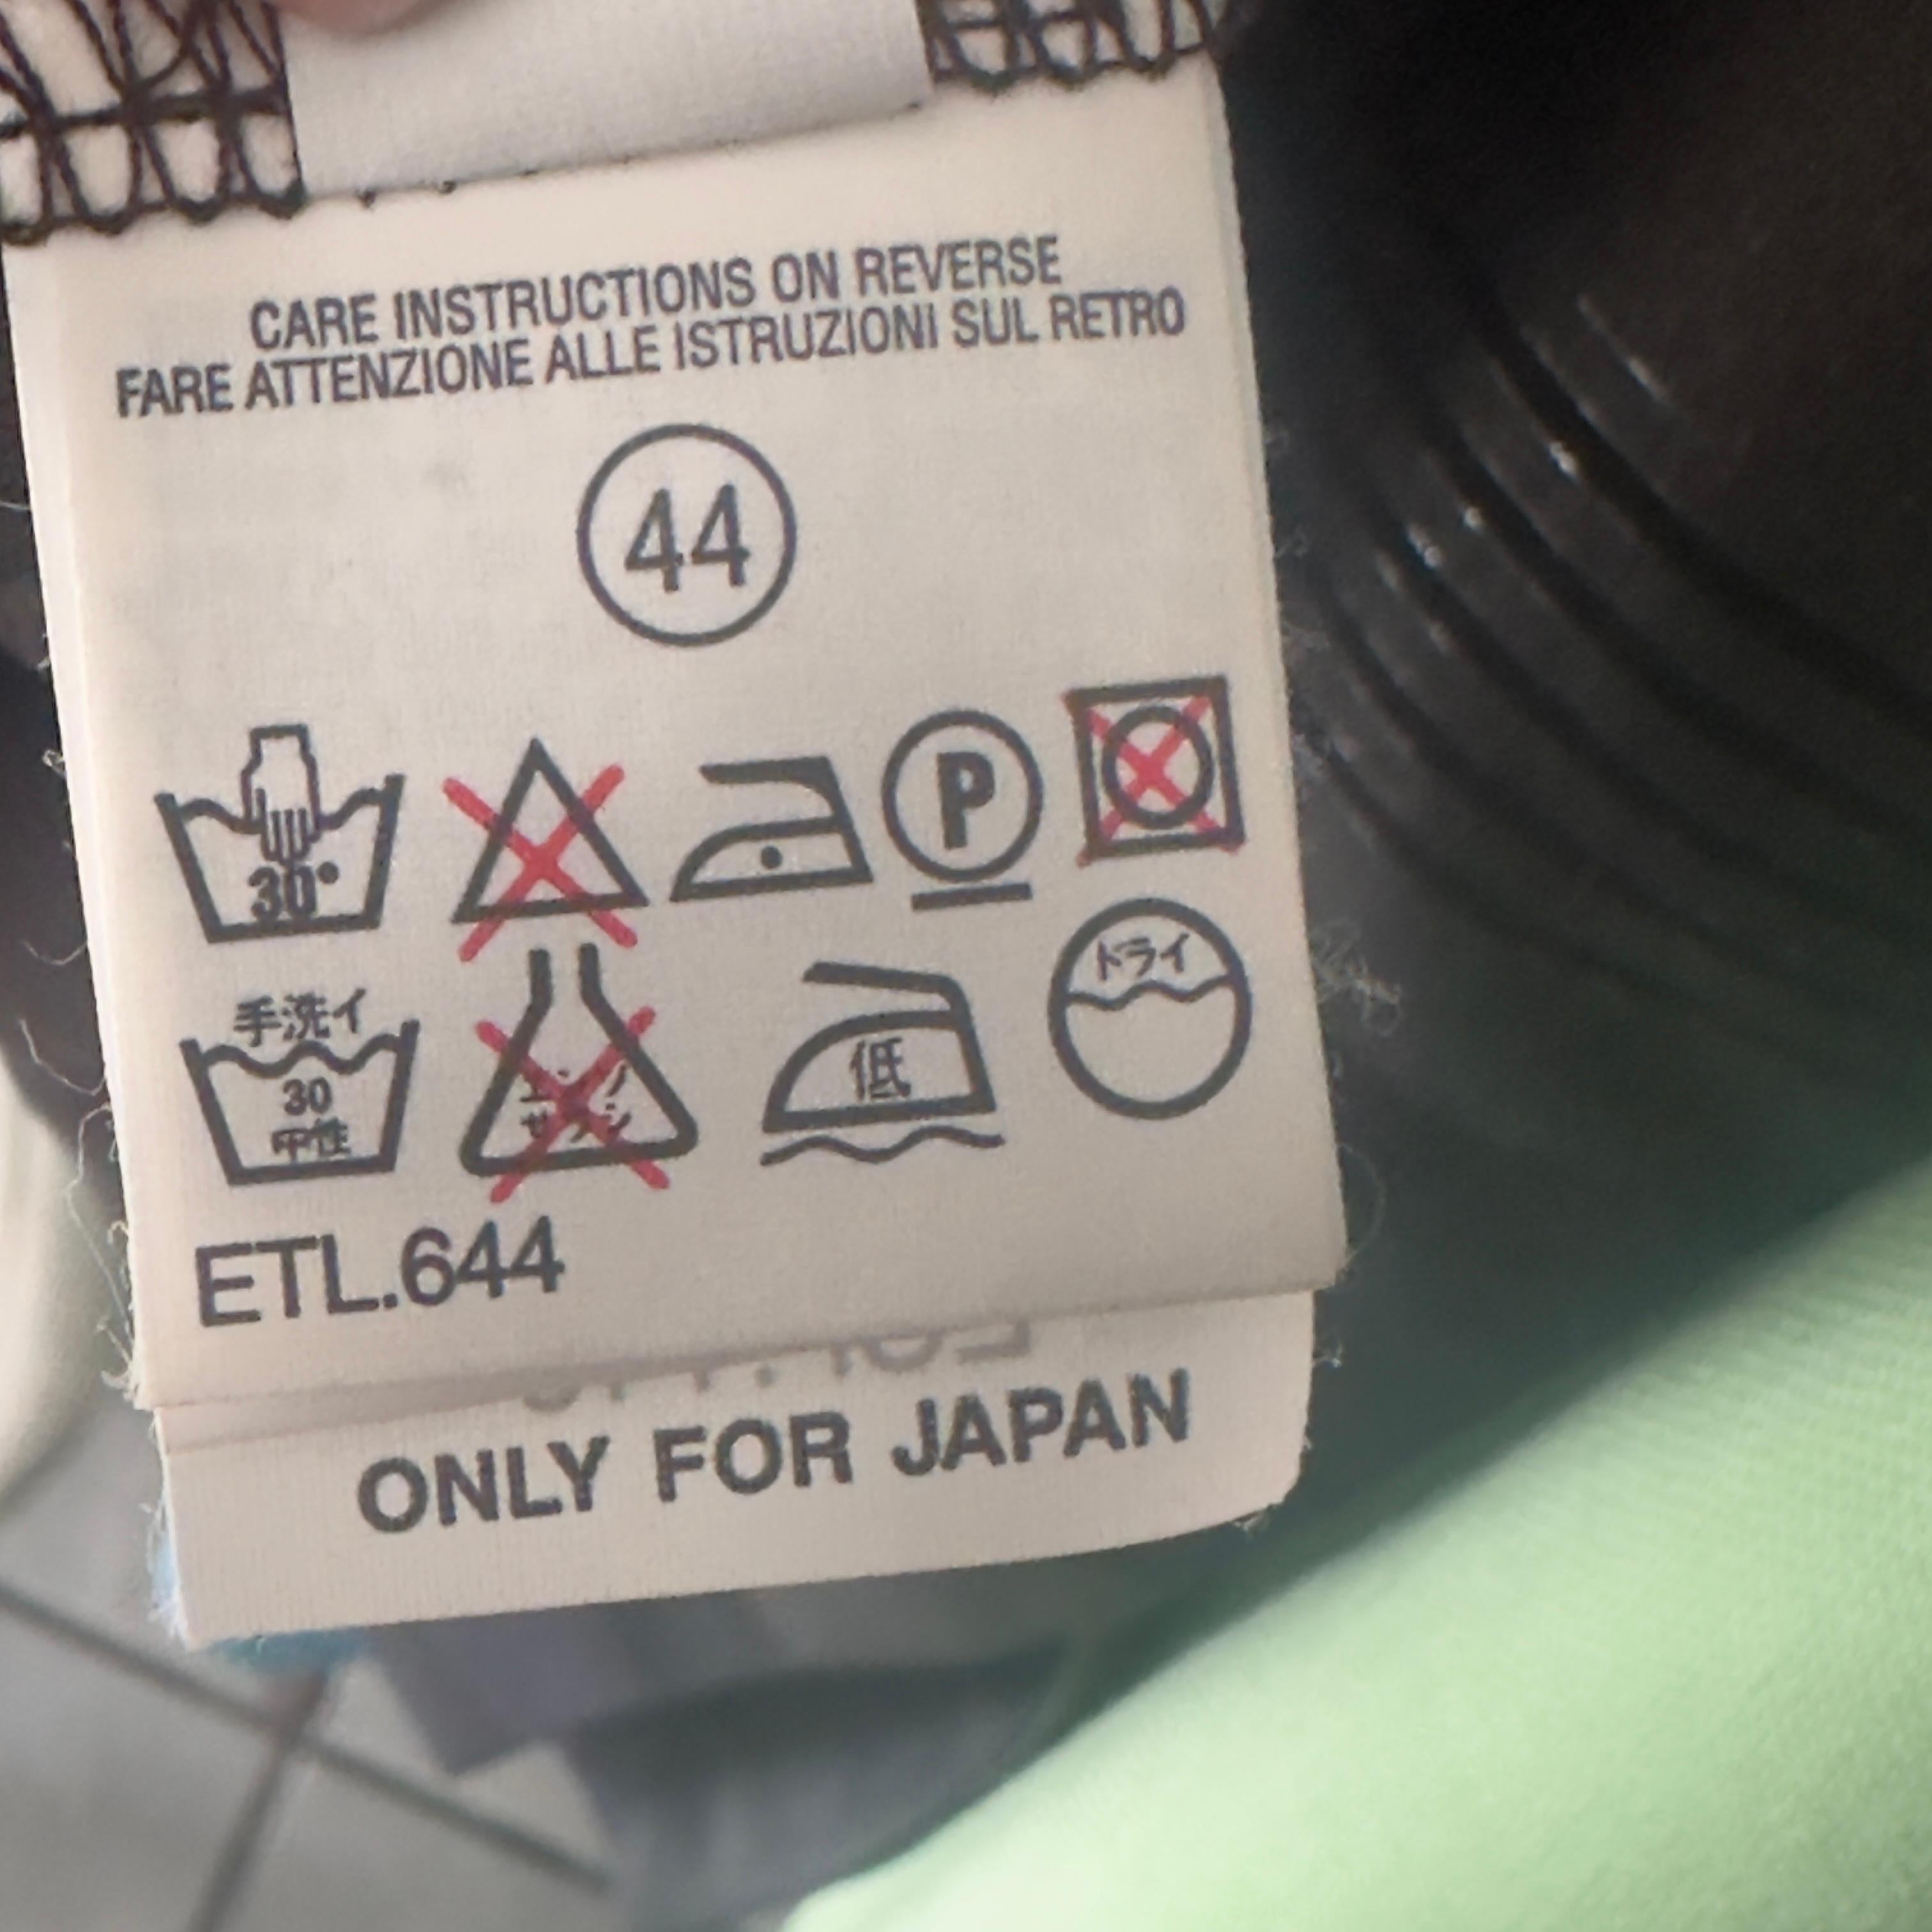 CARE INSTRUCTIONS ON REVERSE
FARE ATTENZIONE ALLE ISTRUZIONI SUL RETRO
44
30°
P
手洗イ
30
中性
低
ドライ
ETL.644
ONLY FOR JAPAN